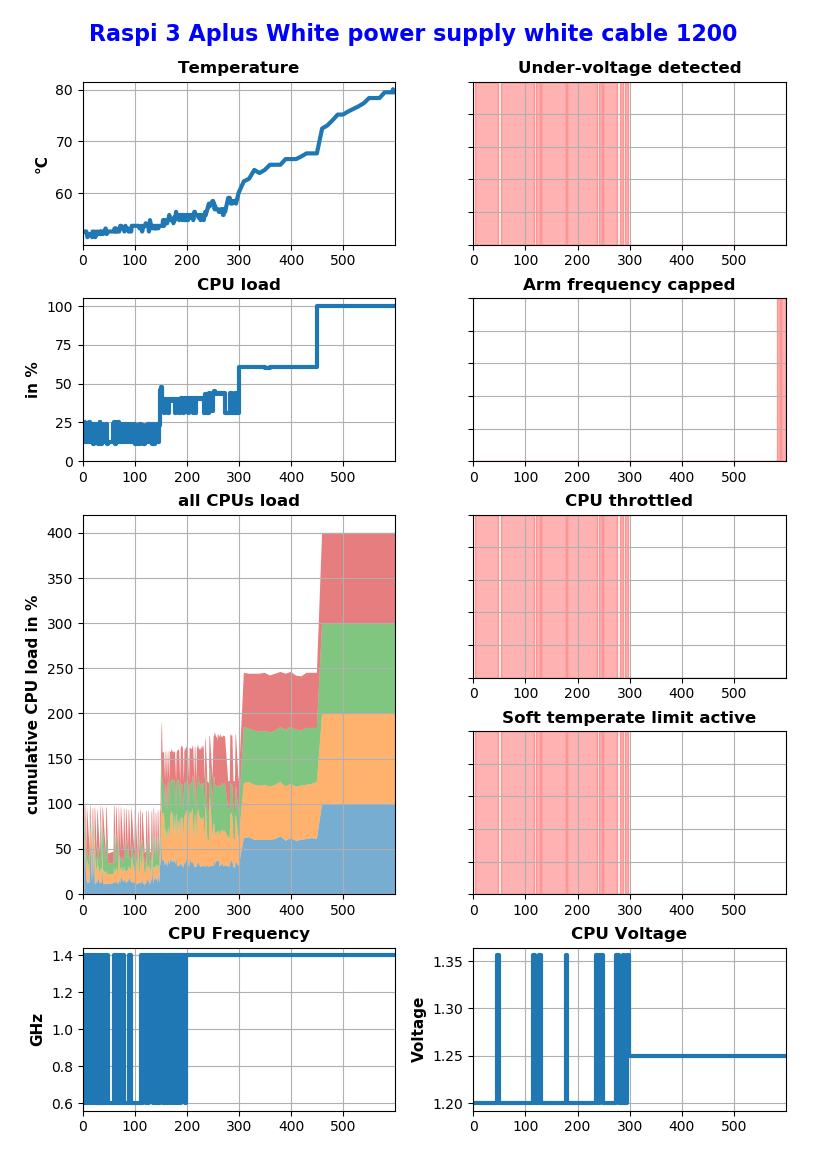 Raspi 3 Aplus White power supply white cable 1200
Temperature
Under-voltage detected
80
70
60
°C
0 100 200 300 400 500
0 100 200 300 400 500
CPU load
Arm frequency capped
100
75
50
25
0
in %
0 100 200 300 400 500
0 100 200 300 400 500
all CPUs load
CPU throttled
400
350
300
250
200
150
100
50
0
cumulative CPU load in %
0 100 200 300 400 500
0 100 200 300 400 500
Soft temperate limit active
0 100 200 300 400 500
CPU Frequency
CPU Voltage
1.4
1.2
1.0
0.8
0.6
GHz
0 100 200 300 400 500
1.35
1.30
1.25
1.20
Voltage
0 100 200 300 400 500